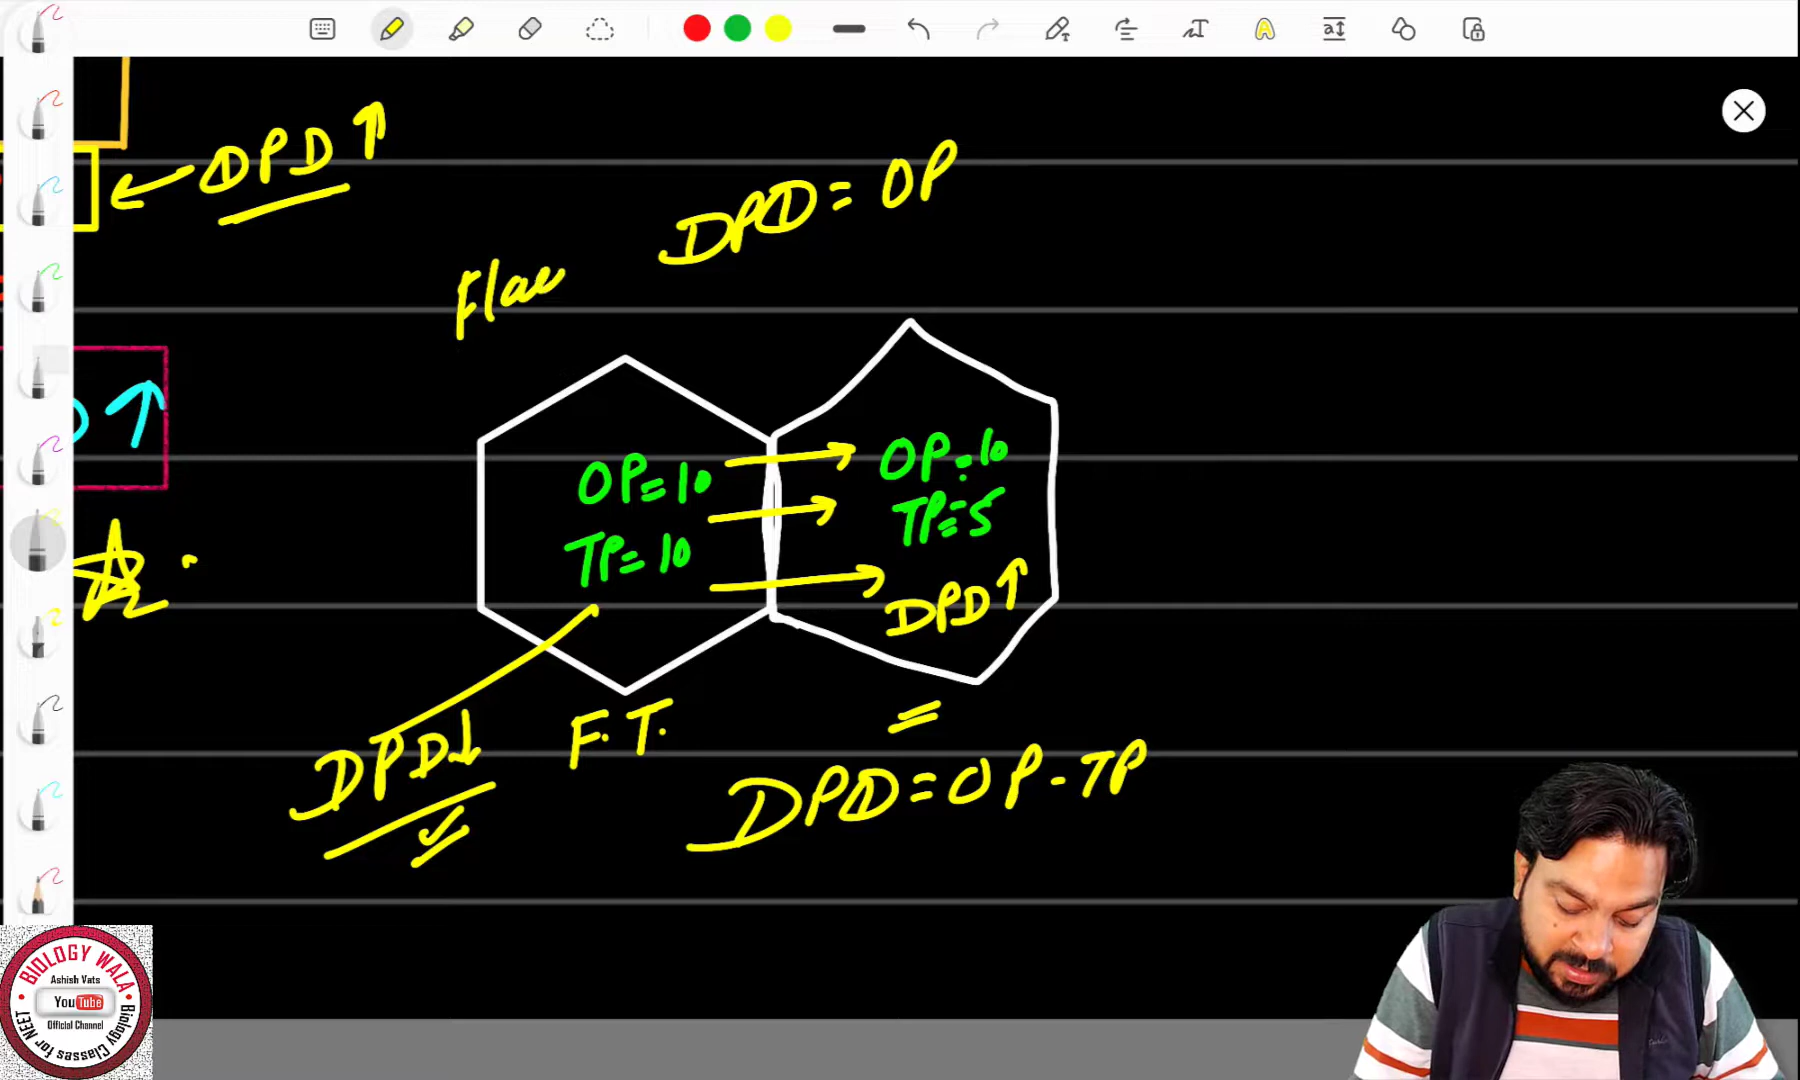 DPD↑
DPD = OP
Flac
↑
OP = 10
TP = 10
OP = 10
TP = 5
DPD↑
DPD↓
F.T.
DPD = OP - TP
BIOLOGY WALA
Ashish Vats
YouTube
Official Channel
Biology Classes for NEET